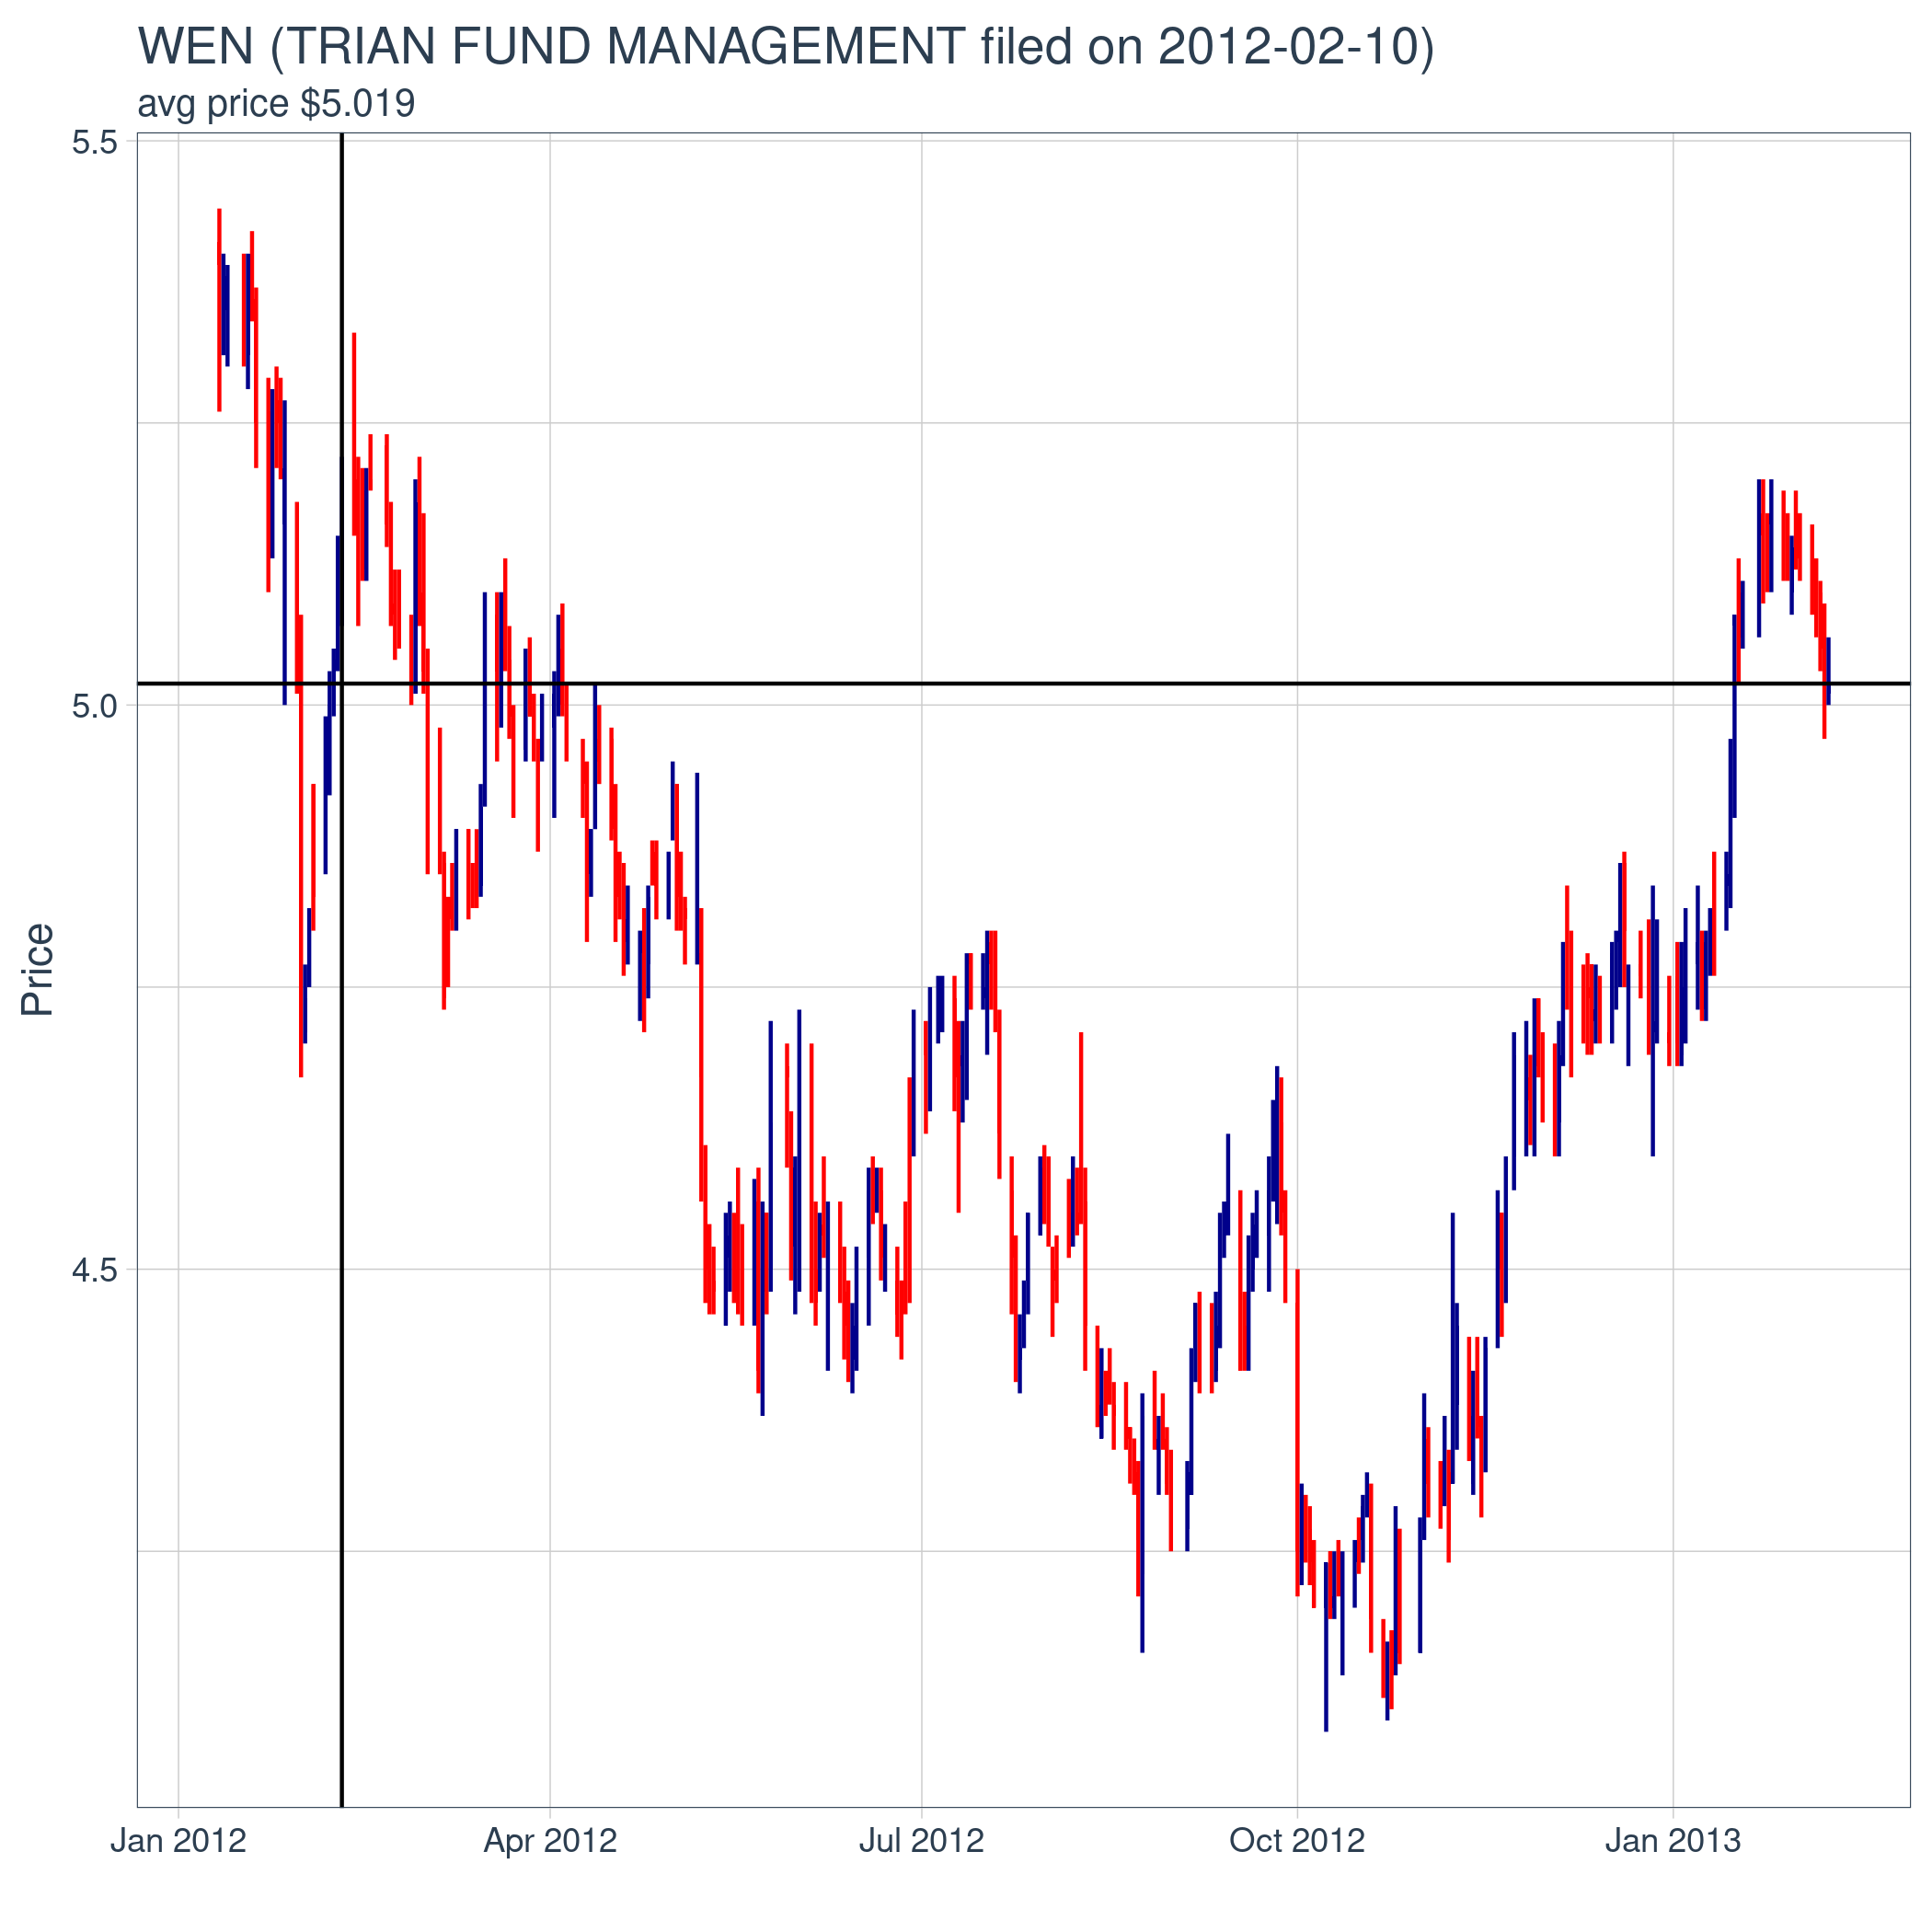 WEN (TRIAN FUND MANAGEMENT filed on 2012-02-10)
avg price $5.019
5.5
5.0
4.5
Price
Jan 2012
Apr 2012
Jul 2012
Oct 2012
Jan 2013